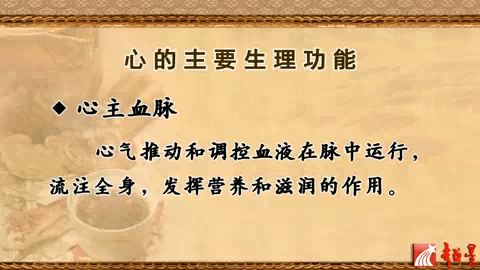 心的主要生理功能
◆ 心主血脉
心气推动和调控血液在脉中运行，
流注全身，发挥营养和滋润的作用。
超星